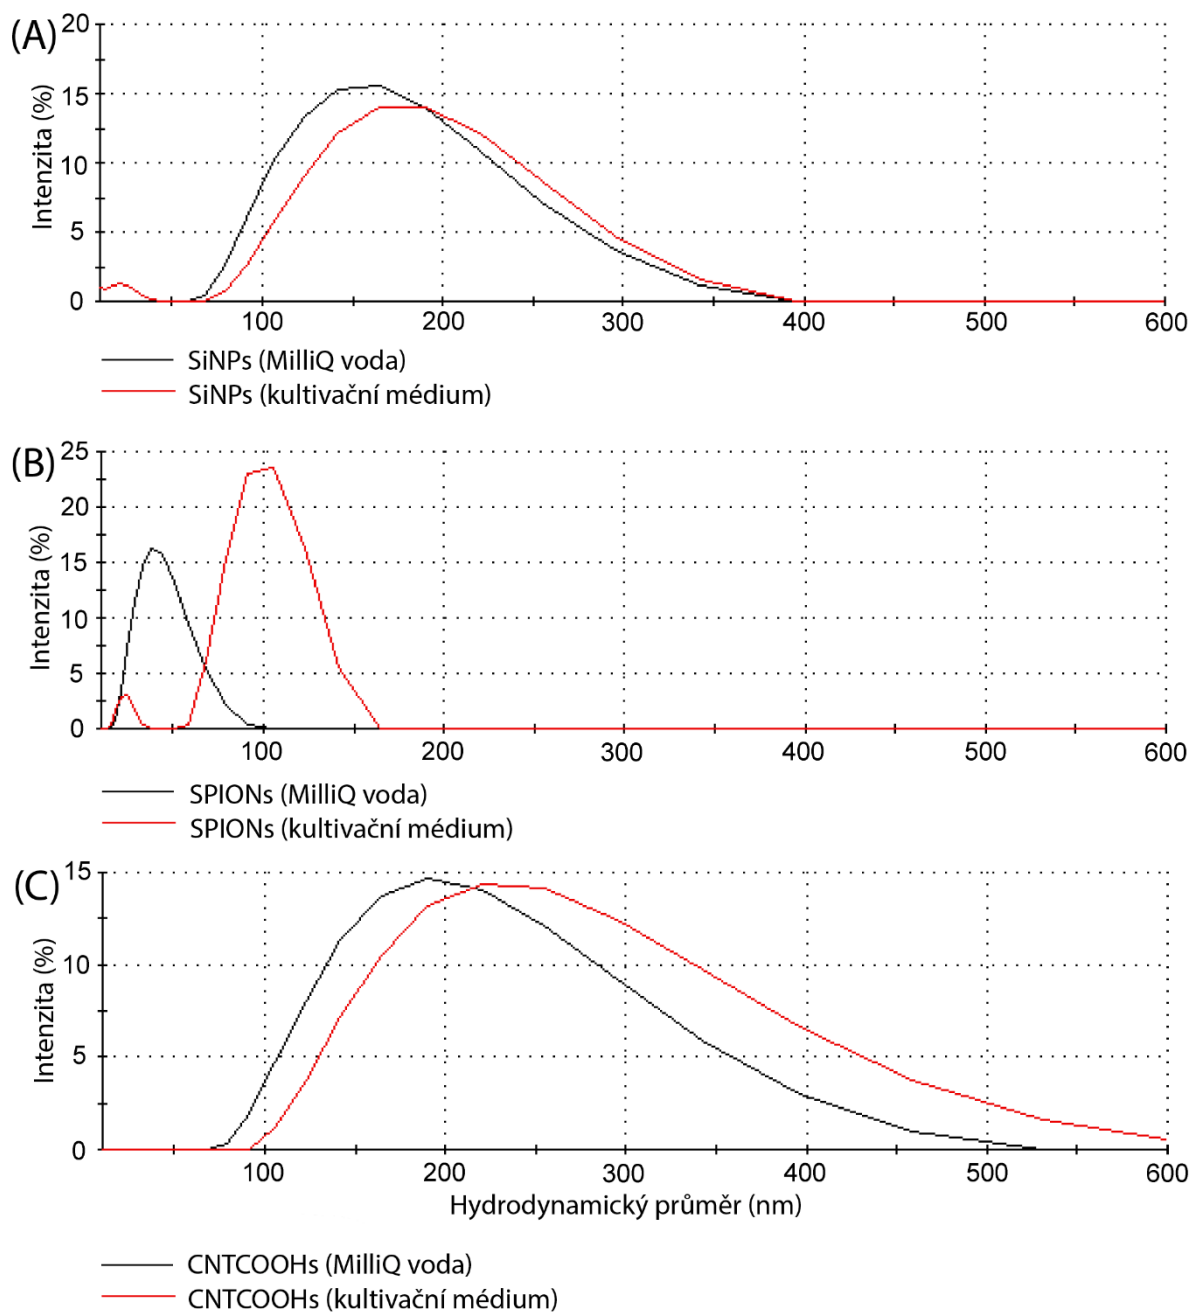 (A)
20
15
10
5
0
Intenzita (%)
100 200 300 400 500 600
SiNPs (MilliQ voda)
SiNPs (kultivační médium)
(B)
25
20
15
10
5
0
Intenzita (%)
100 200 300 400 500 600
SPIONs (MilliQ voda)
SPIONs (kultivační médium)
(C)
15
10
5
0
Intenzita (%)
100 200 300 400 500 600
Hydrodynamický průměr (nm)
CNTCOOHs (MilliQ voda)
CNTCOOHs (kultivační médium)